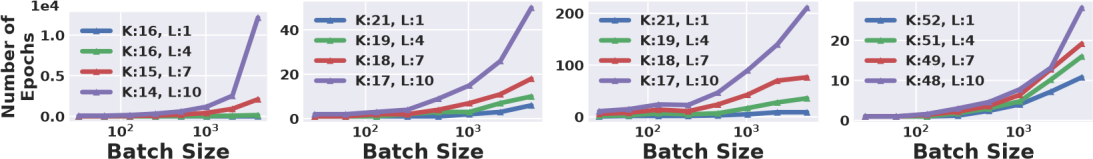 1e4
Number of
Epochs
1.0
0.5
0.0
K:16, L:1
K:16, L:4
K:15, L:7
K:14, L:10
10²
10³
Batch Size
40
20
0
K:21, L:1
K:19, L:4
K:18, L:7
K:17, L:10
10²
10³
Batch Size
200
100
0
K:21, L:1
K:19, L:4
K:18, L:7
K:17, L:10
10²
10³
Batch Size
20
10
0
K:52, L:1
K:51, L:4
K:49, L:7
K:48, L:10
10²
10³
Batch Size